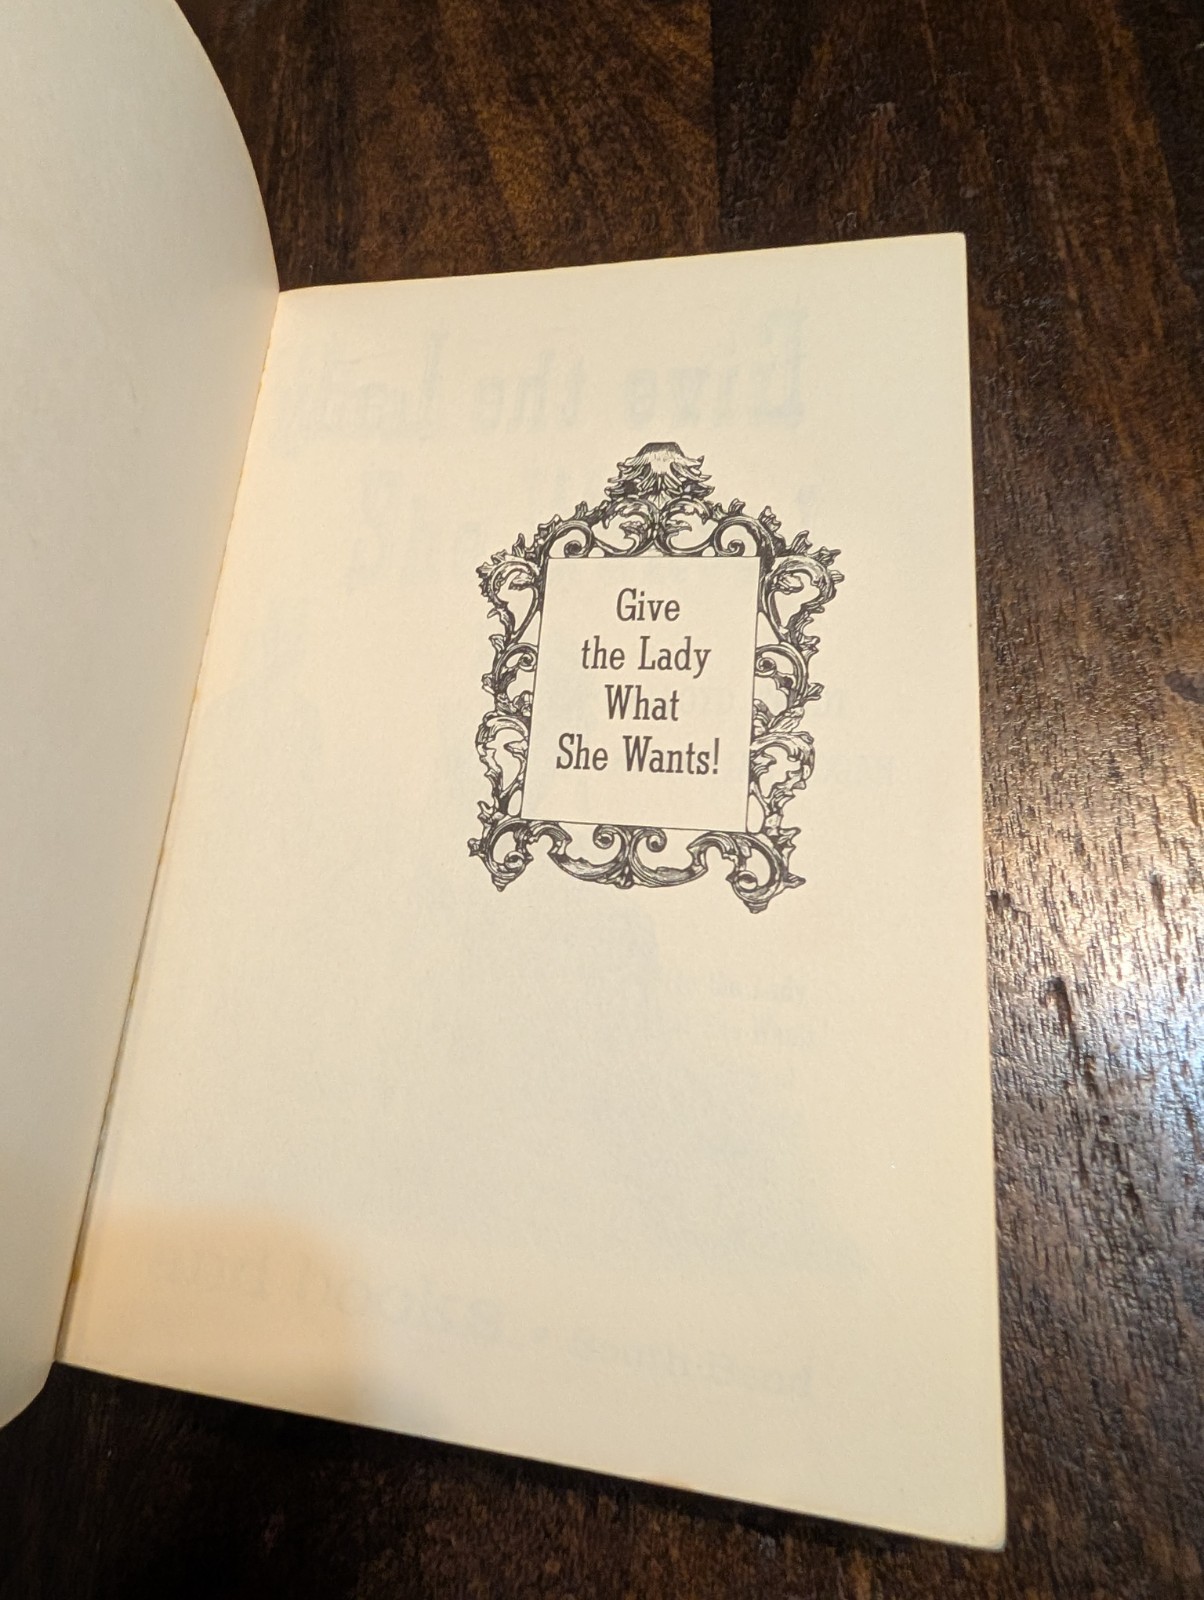 Give
the Lady
What
She Wants!